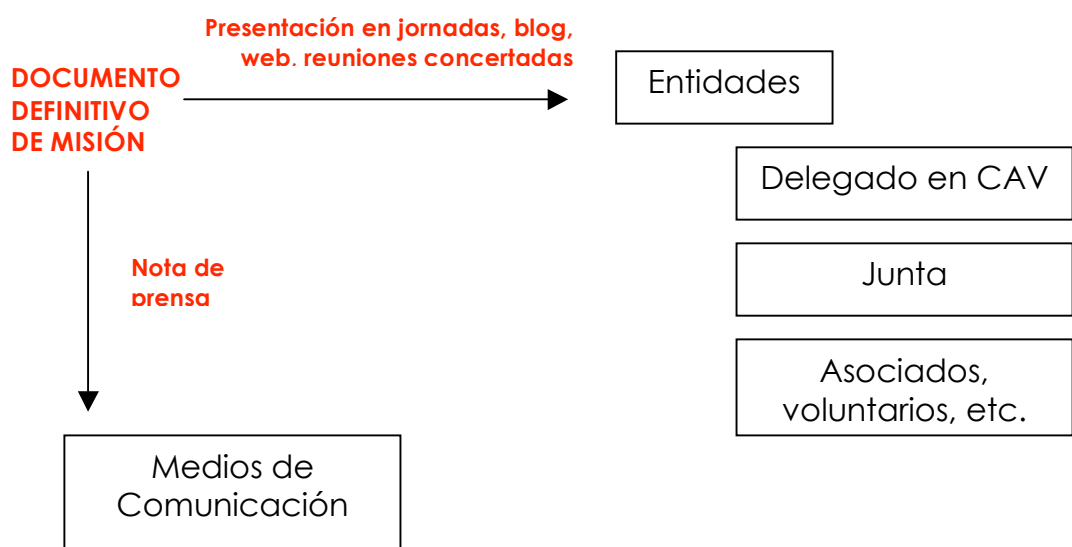 Presentación en jornadas, blog,
web, reuniones concertadas
DOCUMENTO
DEFINITIVO
DE MISIÓN
Entidades
Delegado en CAV
Junta
Asociados,
voluntarios, etc.
Nota de
prensa
Medios de
Comunicación